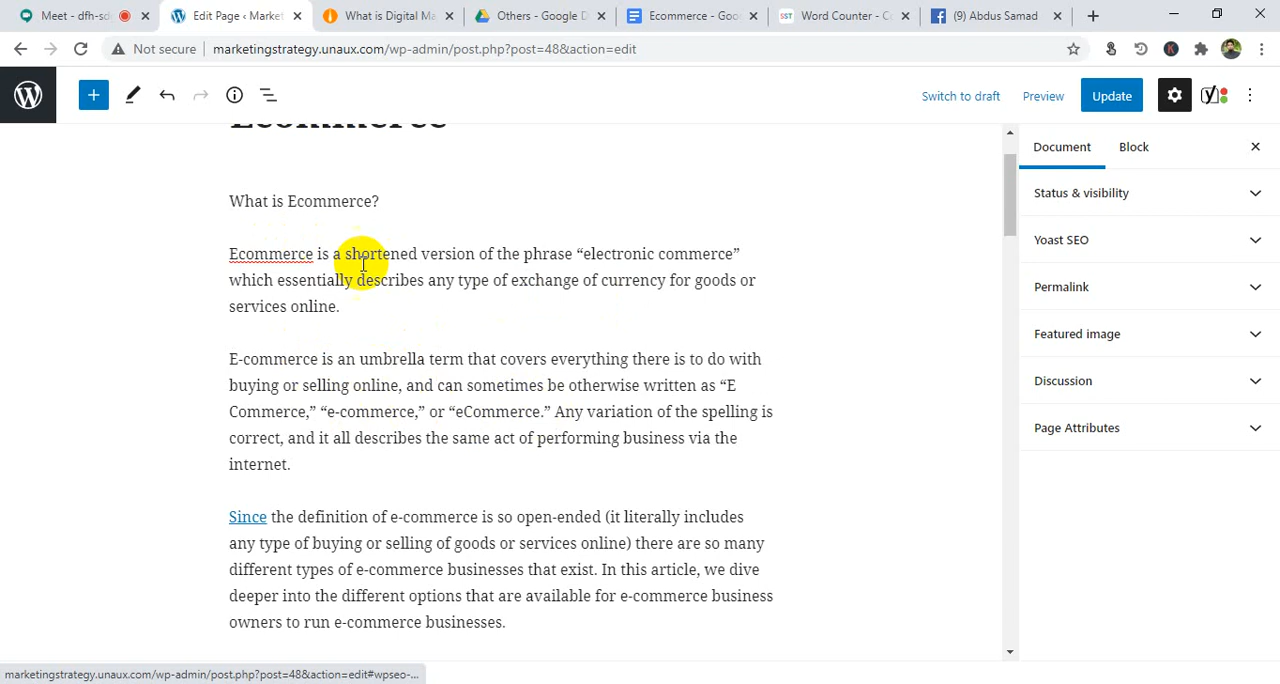 Meet - dfh-sd
Edit Page ‹ Market
What is Digital Ma
Others - Google D
Ecommerce - Goo
SST
Word Counter - C
(9) Abdus Samad
Not secure
marketingstrategy.unaux.com/wp-admin/post.php?post=48&action=edit
K
Switch to draft
Preview
Update
Ecommerce
Document
Block
What is Ecommerce?
Status & visibility
Ecommerce is a shortened version of the phrase “electronic commerce”
Yoast SEO
which essentially describes any type of exchange of currency for goods or
Permalink
services online.
Featured image
E-commerce is an umbrella term that covers everything there is to do with
buying or selling online, and can sometimes be otherwise written as “E
Discussion
Commerce,” “e-commerce,” or “eCommerce.” Any variation of the spelling is
Page Attributes
correct, and it all describes the same act of performing business via the
internet.
Since the definition of e-commerce is so open-ended (it literally includes
any type of buying or selling of goods or services online) there are so many
different types of e-commerce businesses that exist. In this article, we dive
deeper into the different options that are available for e-commerce business
owners to run e-commerce businesses.
marketingstrategy.unaux.com/wp-admin/post.php?post=48&action=edit#wpseo-...